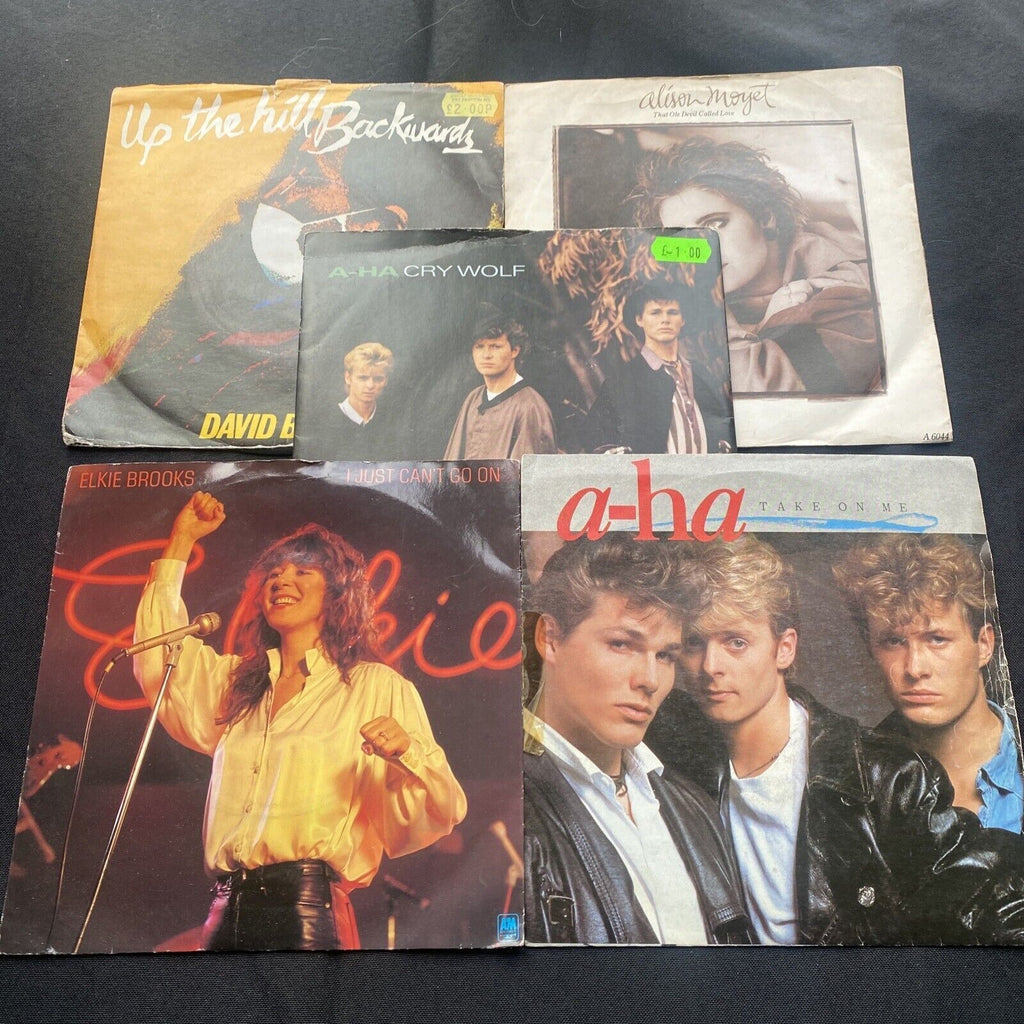 Up the hill Backwards
£2.00P
DAVID B
alison moyet
That Ole Devil Called Love
A 6044
A-HA CRY WOLF
£1.00
ELKIE BROOKS
I JUST CAN'T GO ON
Elkie
AM
a-ha
TAKE ON ME